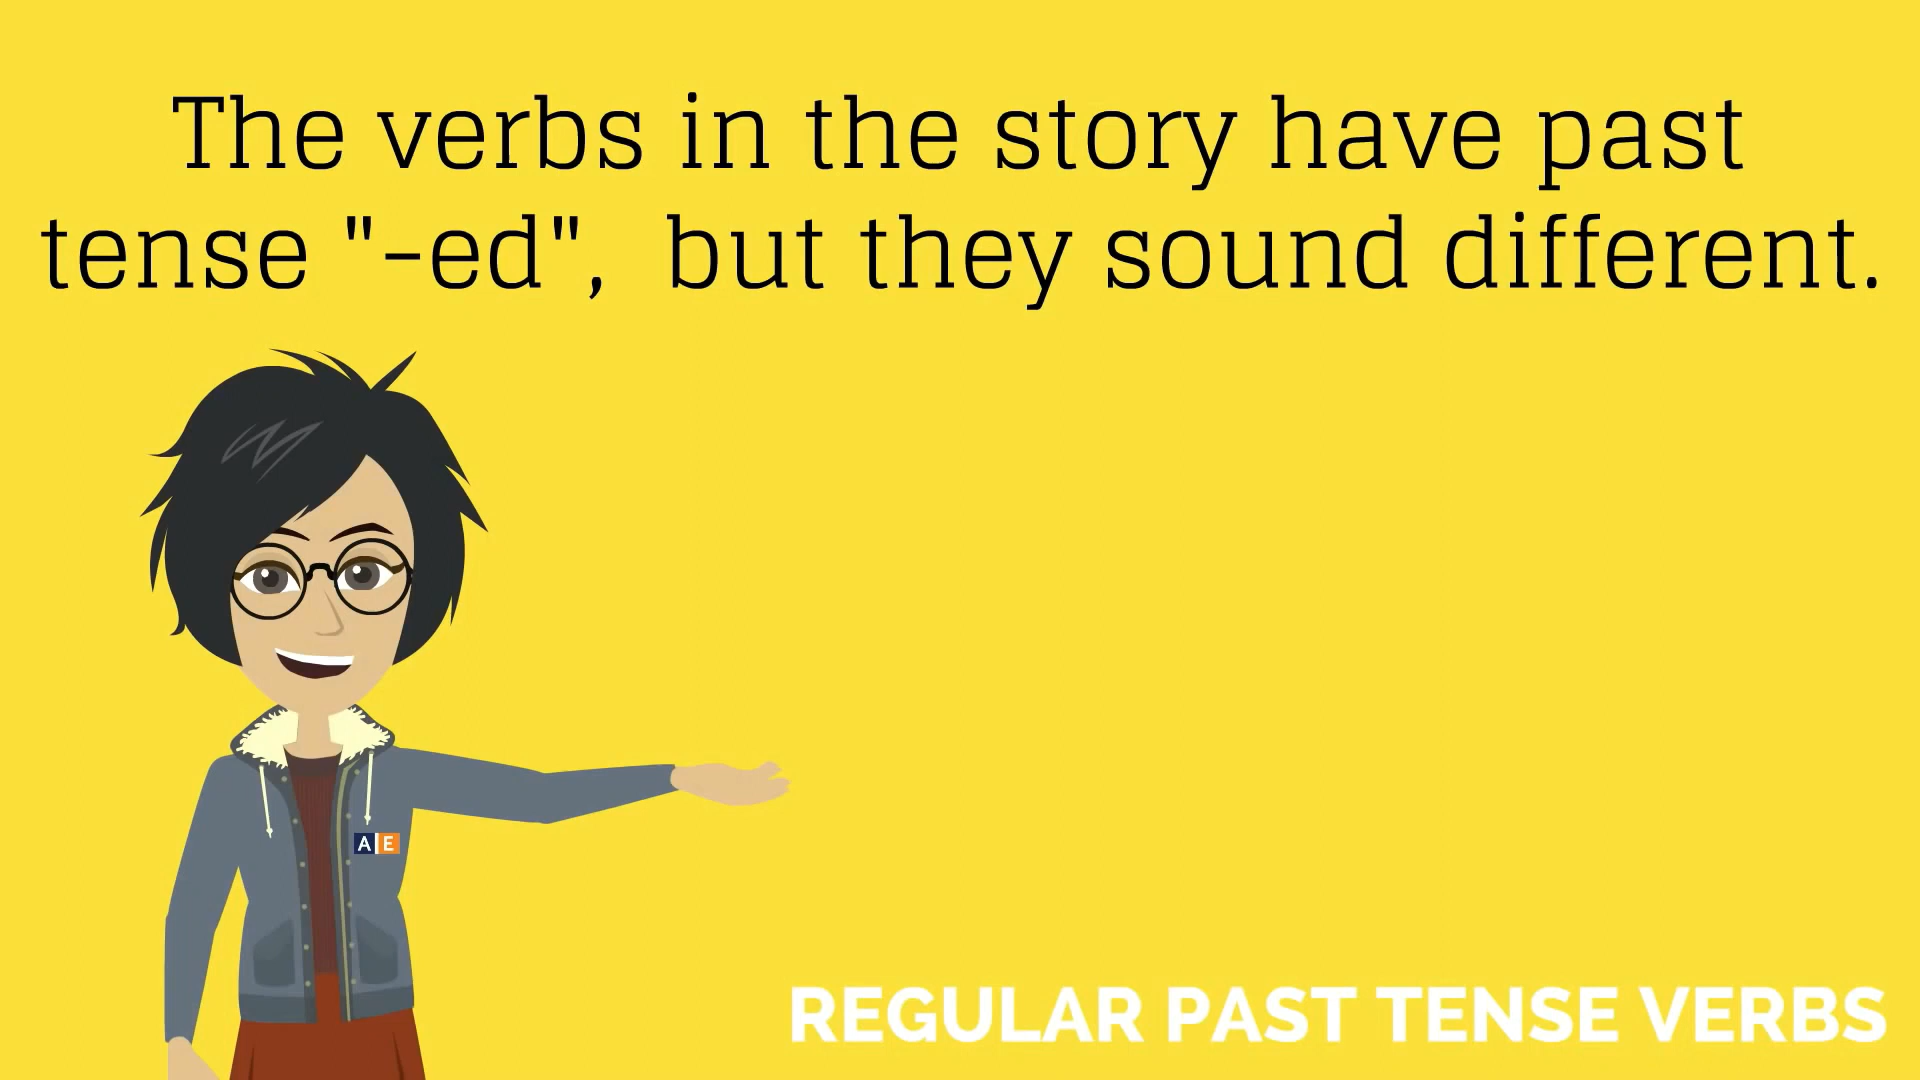 The verbs in the story have past
tense "-ed", but they sound different.
A|E
REGULAR PAST TENSE VERBS